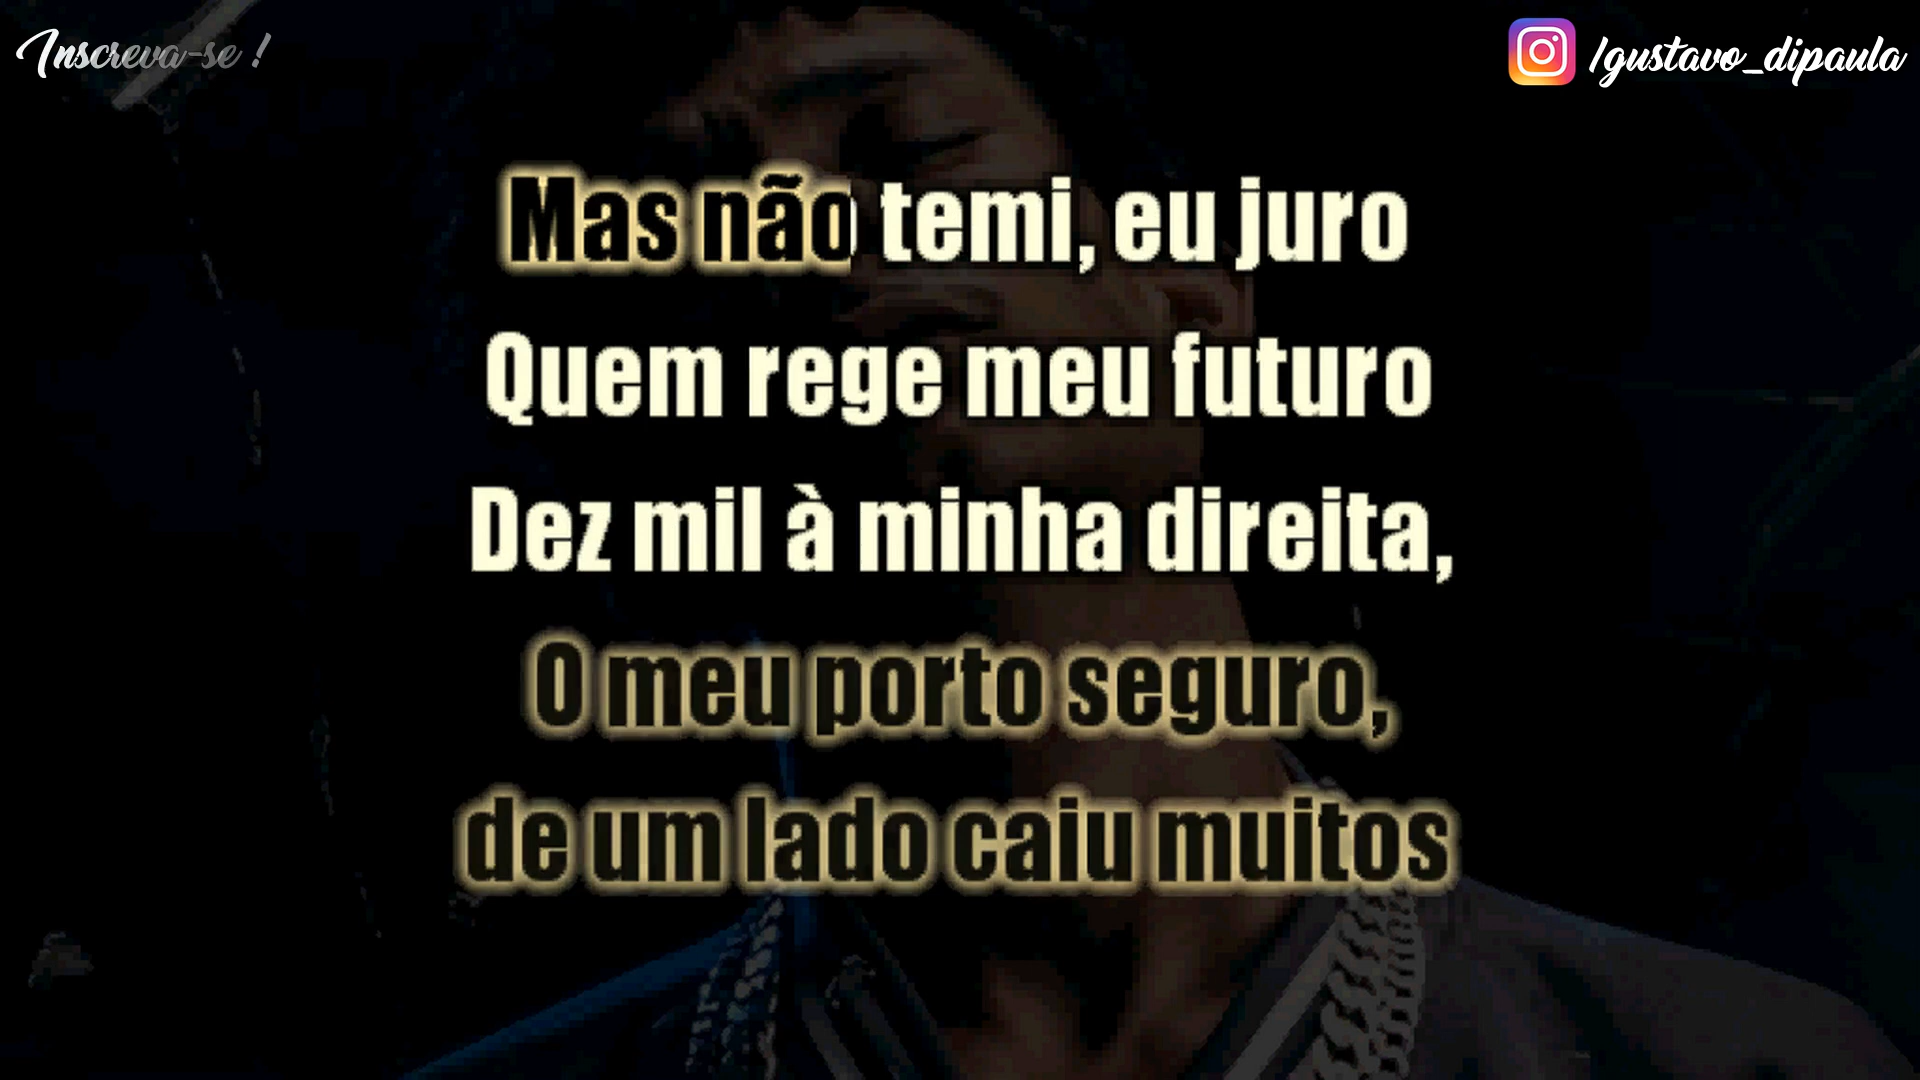 Inscreva-se !
/gustavo_dipaula
Mas não temi, eu juro
Quem rege meu futuro
Dez mil à minha direita,
O meu porto seguro,
de um lado caiu muitos